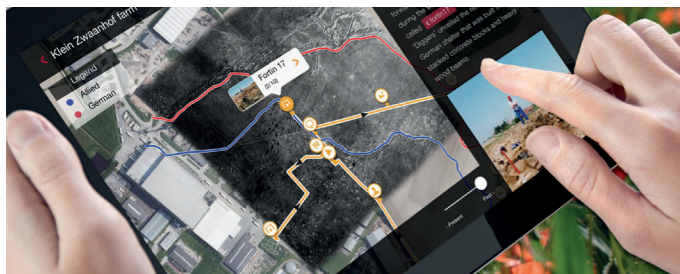 Klein Zwaanhof farm
Legend
Allied
German
Fortin 17
during the
called fortin17
'Diggers' unveiled the
German shelter that was built
stacked concrete blocks and heavy
wood beams.
Present
Past